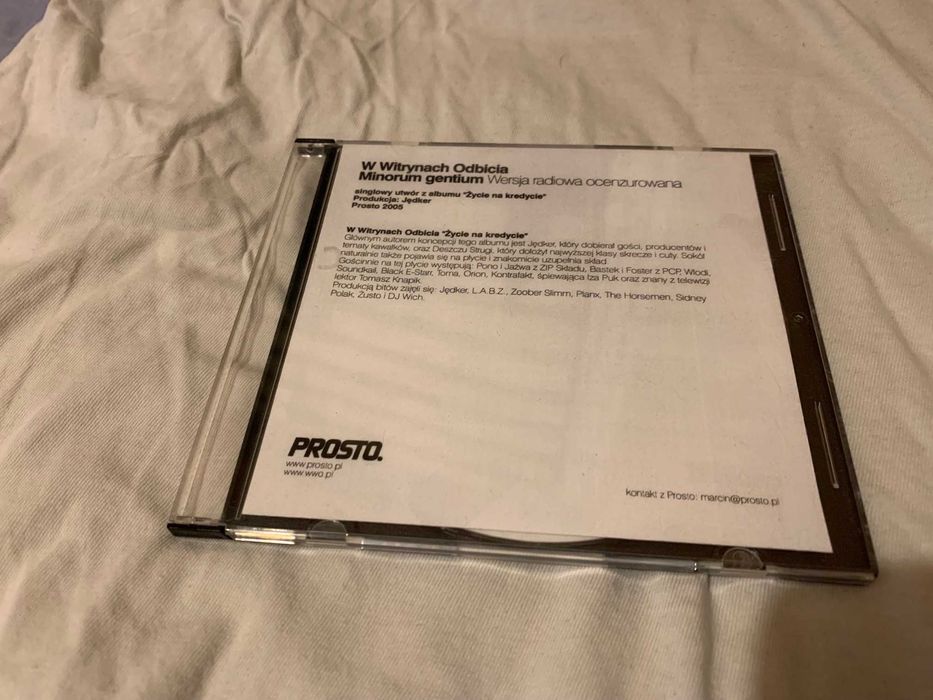 W Witrynach Odbicia
Minorum gentium Wersja radiowa ocenzurowana
singlowy utwór z albumu "Życie na kredycie"
Produkcja: Jędker
Prosto 2005
W Witrynach Odbicia "Życie na kredycie"
Głównym autorem koncepcji tego albumu jest Jędker, który dobierał gości, producentów i
tematy kawałków, oraz Deszczu Strugi, który dołożył najwyższej klasy skrecze i cuty. Sokół
naturalnie także pojawia się na płycie i znakomicie uzupełnia skład.
Gościnnie na tej płycie występują: Pono i Jaźwa z ZIP Składu, Bastek i Foster z PCP, Włodi,
Soundkail, Black E-Starr, Toma, Orion, Kontrafakt, śpiewająca Iza Puk oraz znany z telewizji
lektor Tomasz Knapik.
Produkcją bitów zajęli się: Jędker, L.A.B.Z., Zoober Slimm, Planx, The Horsemen, Sidney
Polak, Zusto i DJ Wich.
PROSTO.
www.prosto.pl
www.wwo.pl
kontakt z Prosto: marcin@prosto.pl